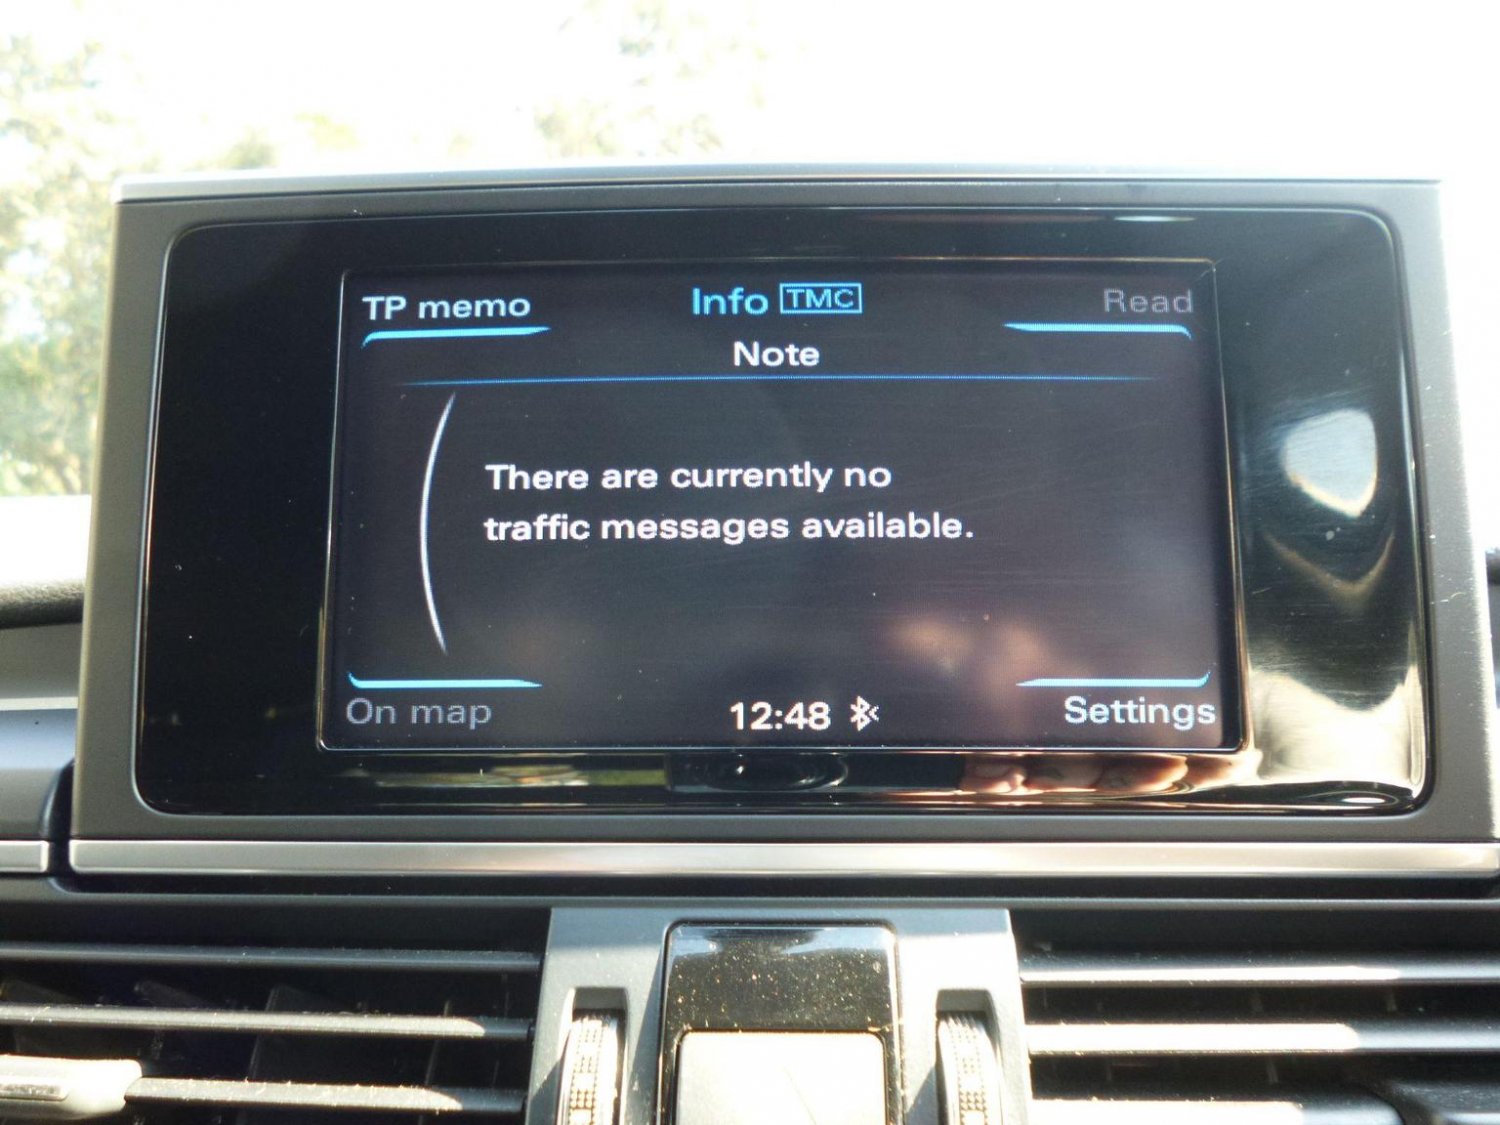 TP memo
Info TMC
Read
Note
There are currently no
traffic messages available.
On map
12:48
Settings